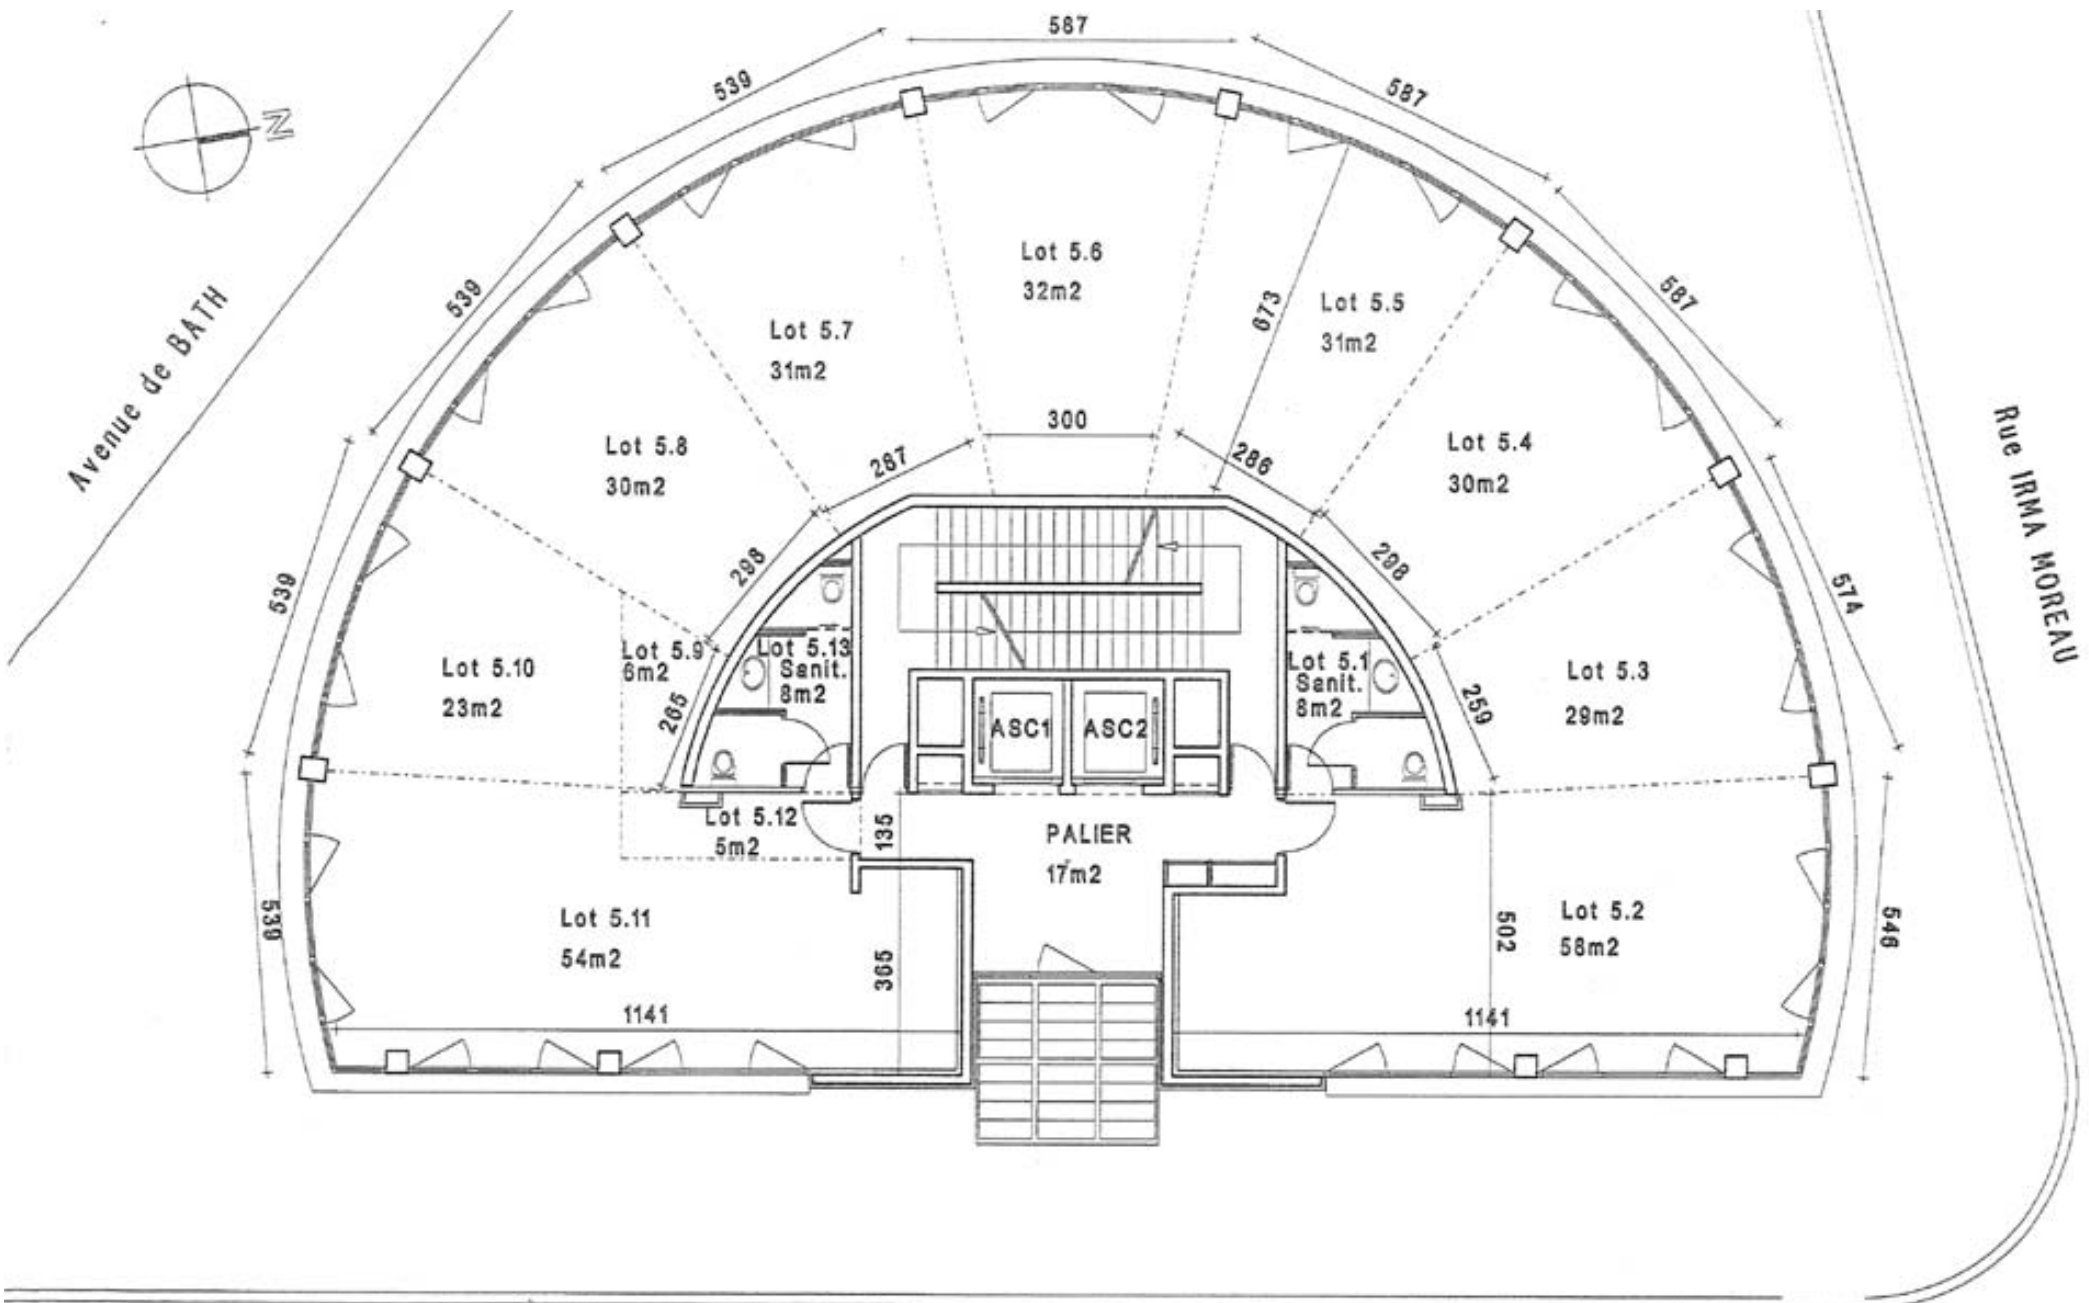 587
539
587
N
Lot 5.6
32m2
539
587
Avenue de BATH
Lot 5.7
31m2
673
Lot 5.5
31m2
300
Rue IRMA MOREAU
Lot 5.8
30m2
287
286
Lot 5.4
30m2
539
298
298
574
Lot 5.10
23m2
Lot 5.9
6m2
265
Lot 5.13
Sanit.
8m2
ASC1
ASC2
Lot 5.1
Sanit.
8m2
259
Lot 5.3
29m2
Lot 5.12
5m2
135
PALIER
17m2
539
Lot 5.11
54m2
365
502
Lot 5.2
58m2
546
1141
1141